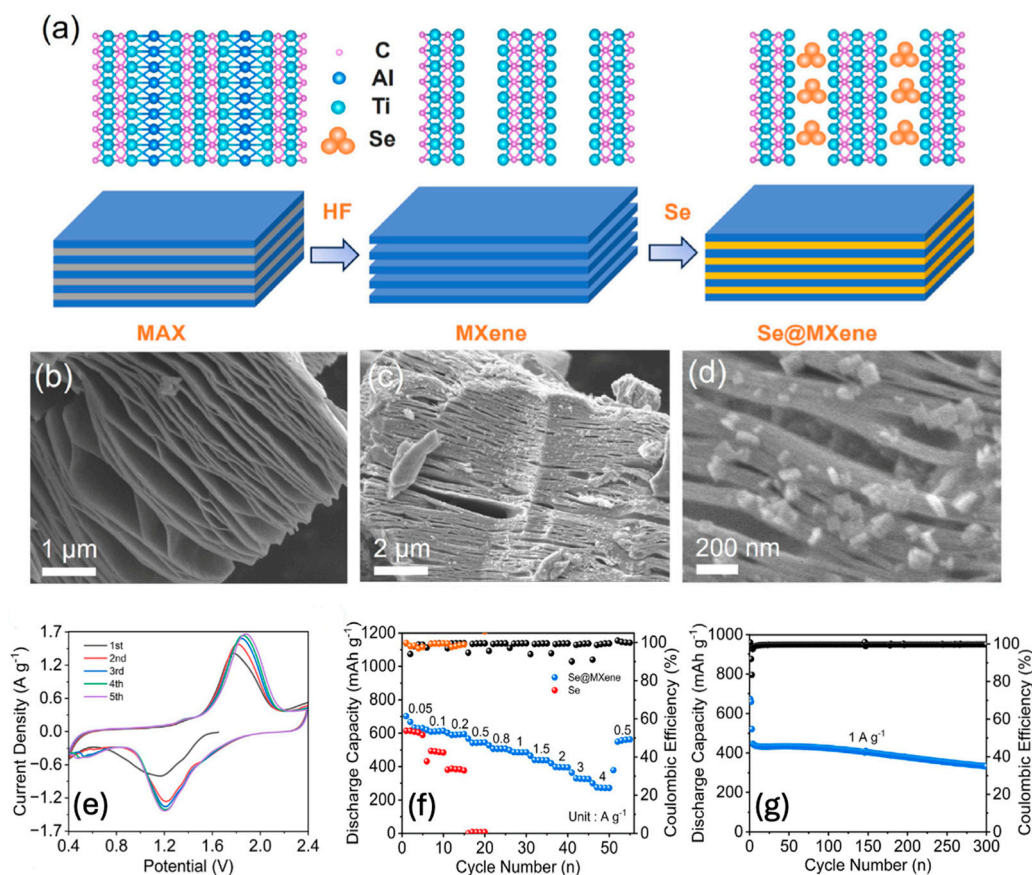 (a)
C
Al
Ti
Se
HF
Se
MAX
MXene
Se@MXene
(b)
1 μm
(c)
2 μm
(d)
200 nm
Current Density (A g⁻¹)
1.7
1.2
0.6
0.0
-0.6
-1.2
-1.7
1st
2nd
3rd
4th
5th
(e)
0.4 0.8 1.2 1.6 2.0 2.4
Potential (V)
Discharge Capacity (mAh g⁻¹)
1200
1000
800
600
400
200
0
Se@MXene
Se
0.05 0.1 0.2 0.5 0.8 1 1.5 2 3 4 0.5
(f)
Unit : A g⁻¹
0 10 20 30 40 50
Cycle Number (n)
100
80
60
40
20
0
Coulombic Efficiency (%)
Discharge Capacity (mAh g⁻¹)
1000
900
800
700
600
500
400
300
200
100
0
1 A g⁻¹
(g)
0 50 100 150 200 250 300
Cycle Number (n)
100
80
60
40
20
0
Coulombic Efficiency (%)